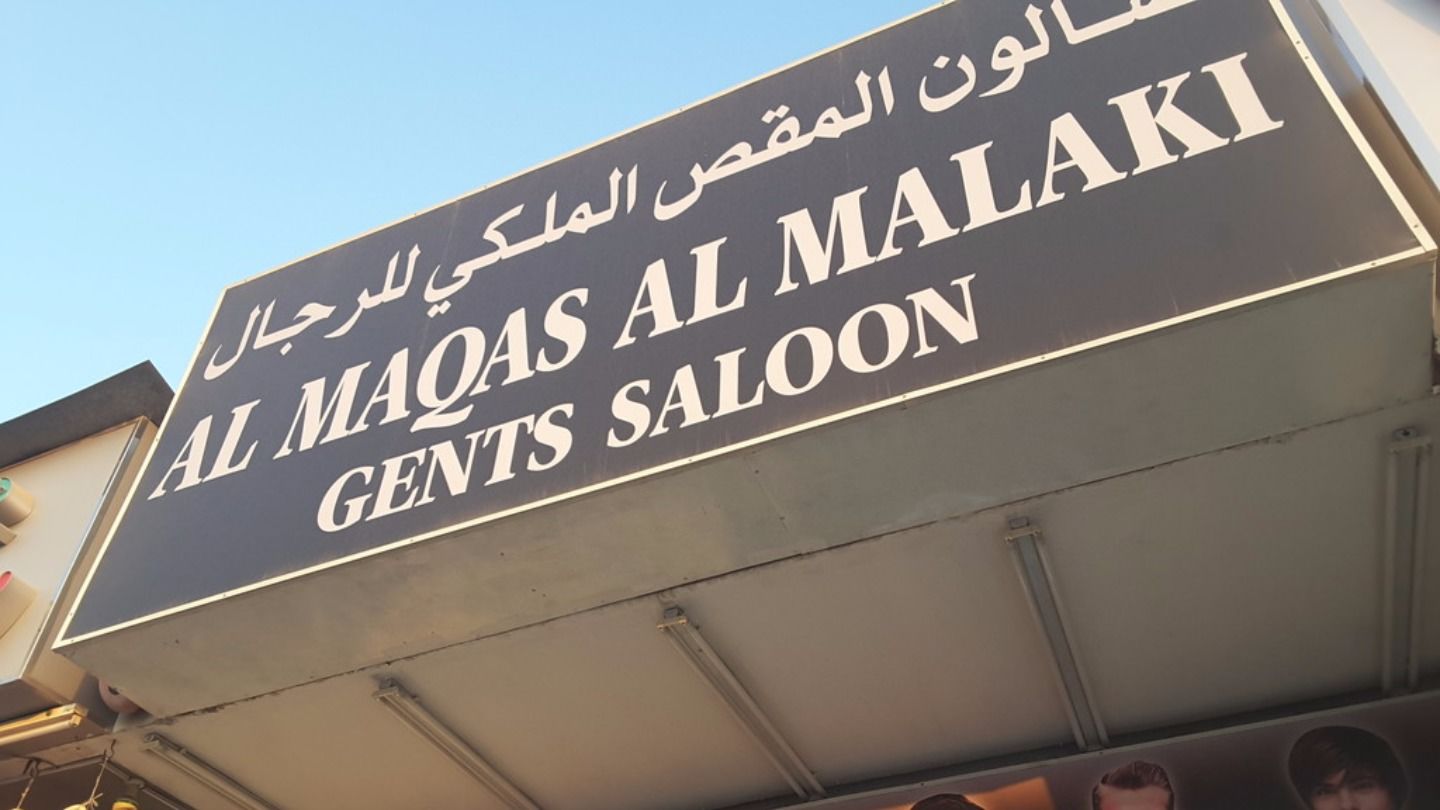 صالون المقص الملكي للرجال
AL MAQAS AL MALAKI
GENTS SALOON